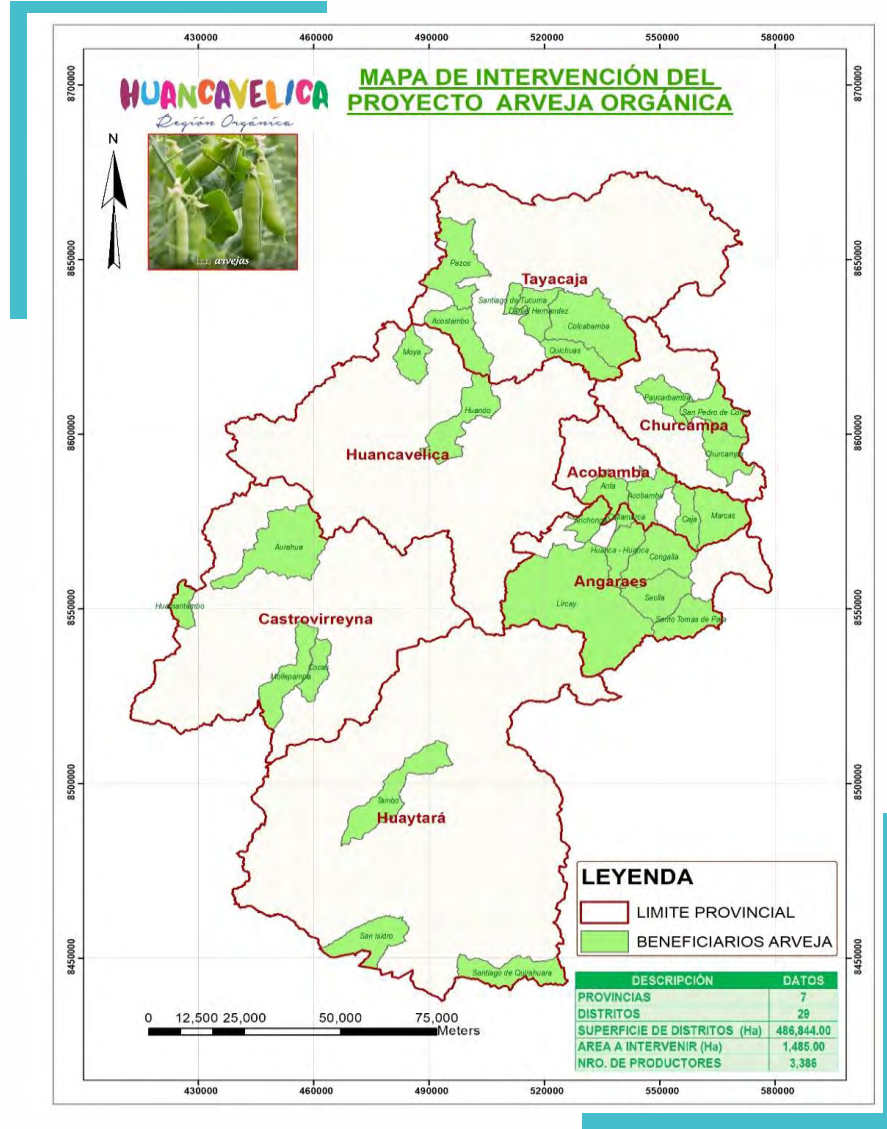 430000 460000 490000 520000 550000 580000
8700000 8700000
HUANCAVELICA
Región Orgánica
MAPA DE INTERVENCIÓN DEL
PROYECTO ARVEJA ORGÁNICA
N
arvejas
8650000 8650000
Pazos
Tayacaja
Santiago de Tucuma
Daniel Hernandez
Acostambo
Colcabamba
Quichuas
Moya
Huando
Paucarbamba
San Pedro de Coris
8600000 8600000
Churcampa
Churcampa
Huancavelica
Acobamba
Anta
Acobamba
Caja
Marcas
Anchonga
Callanmarca
Aurahua
Huanca - Huanca
Congalla
Angaraes
Secclla
Lircay
Huamantambo
8550000 8550000
Castrovirreyna
Santo Tomas de Pata
Cocas
Mollepampa
8500000 8500000
Tambo
Huaytará
LEYENDA
LIMITE PROVINCIAL
BENEFICIARIOS ARVEJA
San Isidro
8450000 8450000
Santiago de Quirahuara
DESCRIPCIÓN DATOS
PROVINCIAS 7
DISTRITOS 29
SUPERFICIE DE DISTRITOS (Ha) 486,844.00
AREA A INTERVENIR (Ha) 1,485.00
NRO. DE PRODUCTORES 3,386
0 12,500 25,000 50,000 75,000
Meters
430000 460000 490000 520000 550000 580000